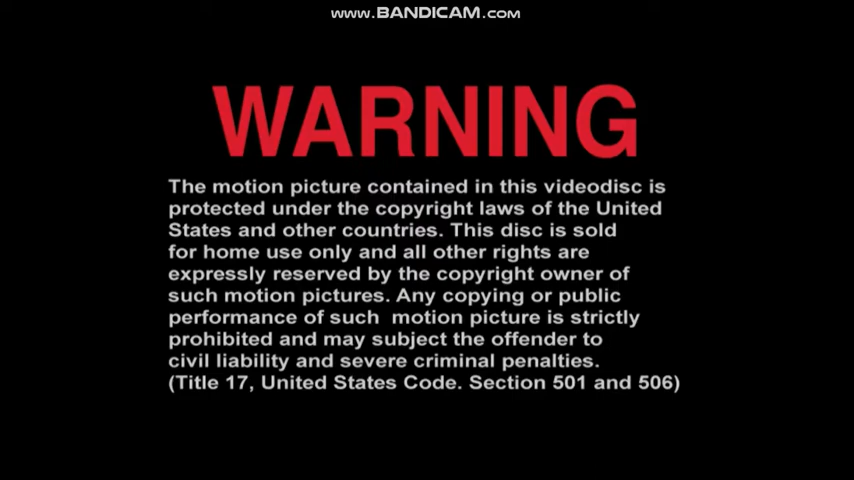 www.BANDICAM.com
WARNING
The motion picture contained in this videodisc is
protected under the copyright laws of the United
States and other countries. This disc is sold
for home use only and all other rights are
expressly reserved by the copyright owner of
such motion pictures. Any copying or public
performance of such  motion picture is strictly
prohibited and may subject the offender to
civil liability and severe criminal penalties.
(Title 17, United States Code. Section 501 and 506)